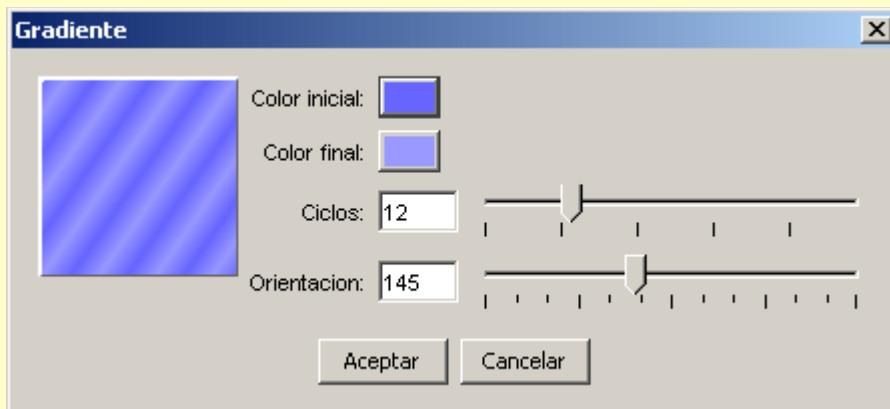 Gradiente
Color inicial:
Color final:
Ciclos: 12
Orientacion: 145
Aceptar Cancelar